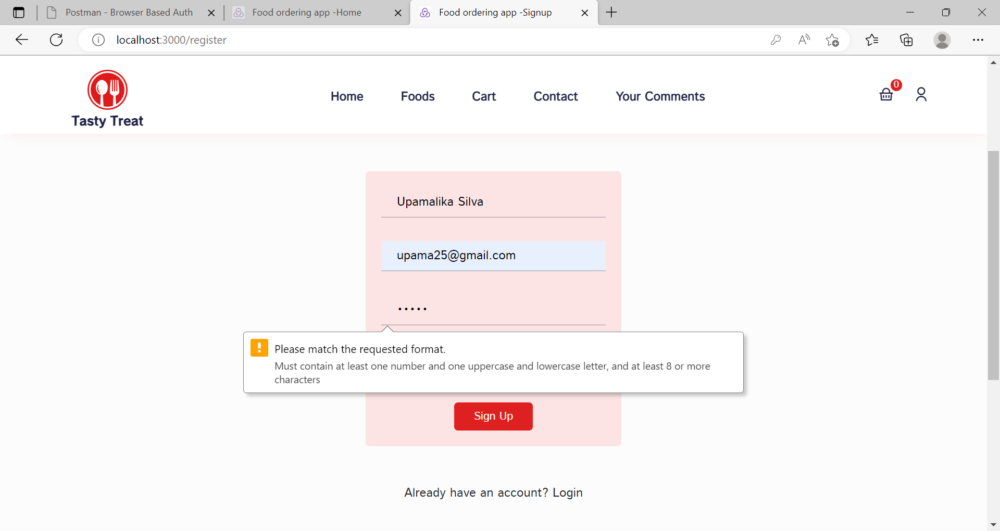 Postman - Browser Based Auth
Food ordering app -Home
Food ordering app -Signup
localhost:3000/register
Tasty Treat
Home
Foods
Cart
Contact
Your Comments
0
Upamalika Silva
upama25@gmail.com
•••••
Please match the requested format.
Must contain at least one number and one uppercase and lowercase letter, and at least 8 or more
characters
Sign Up
Already have an account? Login